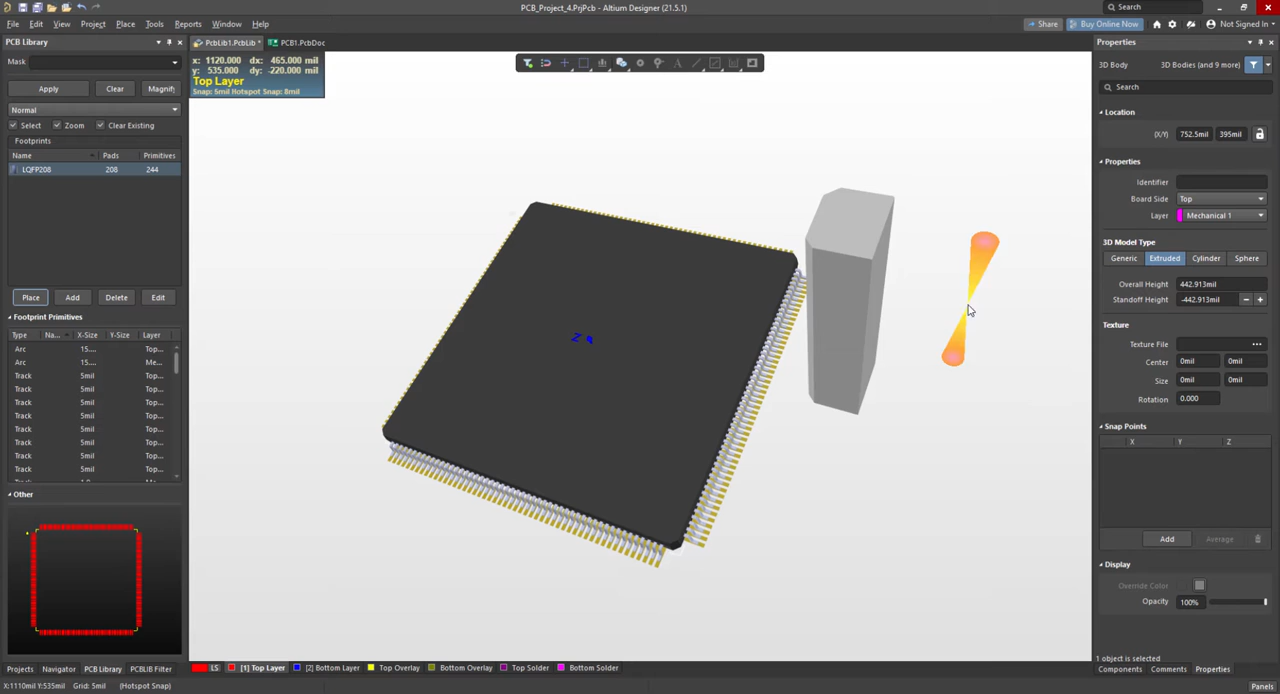 PCB_Project_4.PrjPcb - Altium Designer (21.5.1)
Search
File Edit View Project Place Tools Reports Window Help
Share Buy Online Now Not Signed In
PCB Library
PcbLib1.PcbLib * PCB1.PcbDoc
Properties
Mask
Apply Clear Magnify
Normal
Select Zoom Clear Existing
Footprints
Name Pads Primitives
LQFP208 208 244
Place Add Delete Edit
Footprint Primitives
Type Na... X-Size Y-Size Layer
Arc 15.... Top...
Arc 15.... Me...
Track 5mil Top...
Track 5mil Top...
Track 5mil Top...
Track 5mil Top...
Track 5mil Top...
Track 5mil Top...
Track 5mil Top...
Track 5mil Top...
Other
Projects Navigator PCB Library PCBLIB Filter
x: 1120.000 dx: 465.000 mil
y: 535.000 dy: -220.000 mil
Top Layer
Snap: 5mil Hotspot Snap: 8mil
Z
LS [1] Top Layer [2] Bottom Layer Top Overlay Bottom Overlay Top Solder Bottom Solder
3D Body 3D Bodies (and 9 more)
Search
Location
(X/Y) 752.5mil 395mil
Properties
Identifier
Board Side Top
Layer Mechanical 1
3D Model Type
Generic Extruded Cylinder Sphere
Overall Height 442.913mil
Standoff Height -442.913mil
Texture
Texture File
Center 0mil 0mil
Size 0mil 0mil
Rotation 0.000
Snap Points
X Y Z
Add Average
Display
Override Color
Opacity 100%
1 object is selected
Components Comments Properties
X:1110mil Y:535mil Grid: 5mil (Hotspot Snap)
Panels